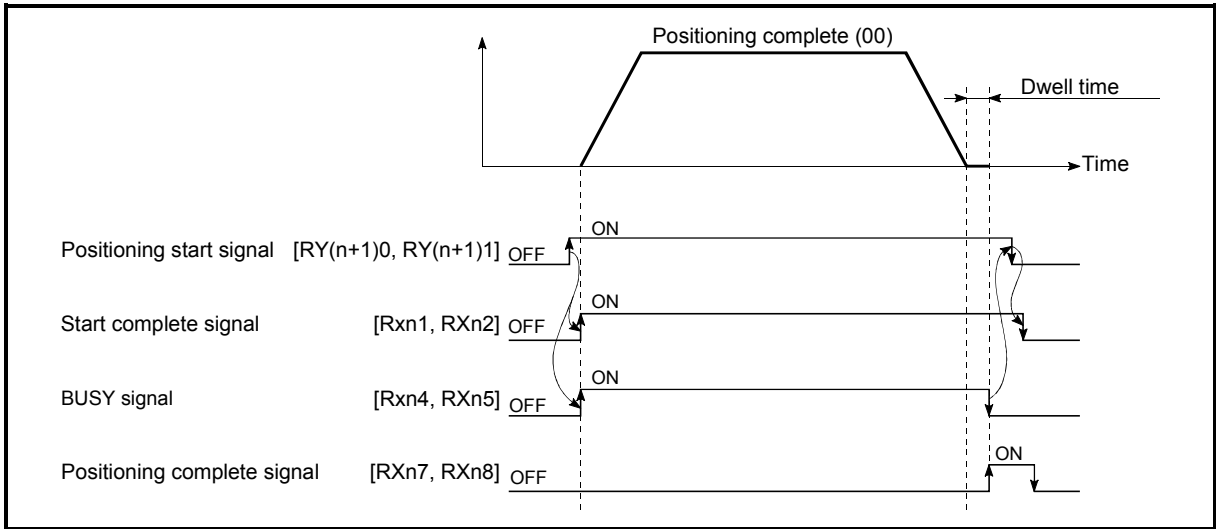 Positioning complete (00)
Dwell time
Time
ON
Positioning start signal [RY(n+1)0, RY(n+1)1] OFF
ON
Start complete signal [Rxn1, RXn2] OFF
ON
BUSY signal [Rxn4, RXn5] OFF
ON
Positioning complete signal [RXn7, RXn8] OFF